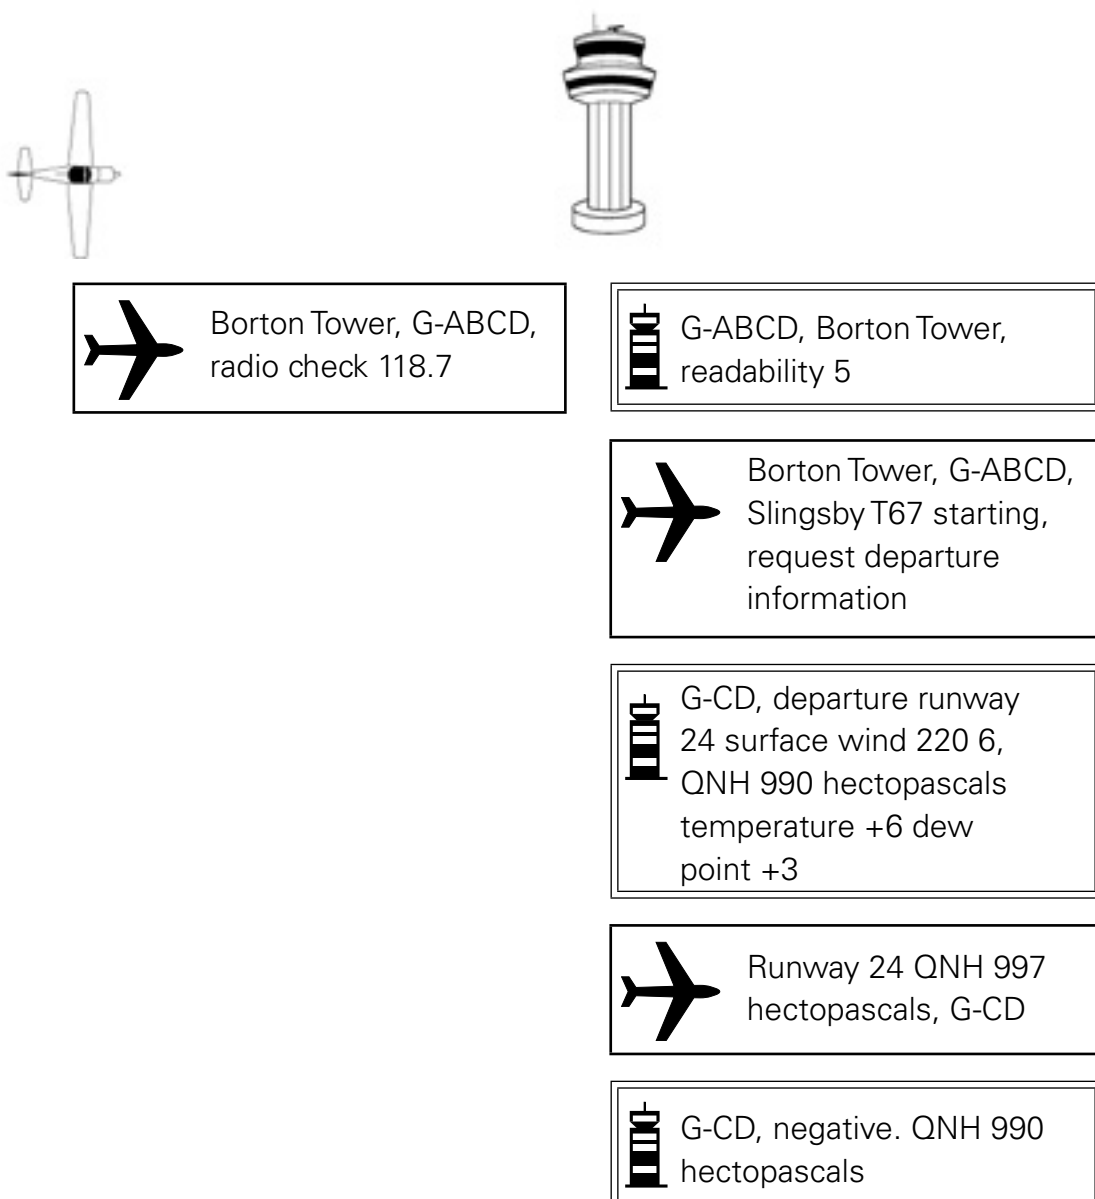 Borton Tower, G-ABCD,
radio check 118.7
G-ABCD, Borton Tower,
readability 5
Borton Tower, G-ABCD,
Slingsby T67 starting,
request departure
information
G-CD, departure runway
24 surface wind 220 6,
QNH 990 hectopascals
temperature +6 dew
point +3
Runway 24 QNH 997
hectopascals, G-CD
G-CD, negative. QNH 990
hectopascals